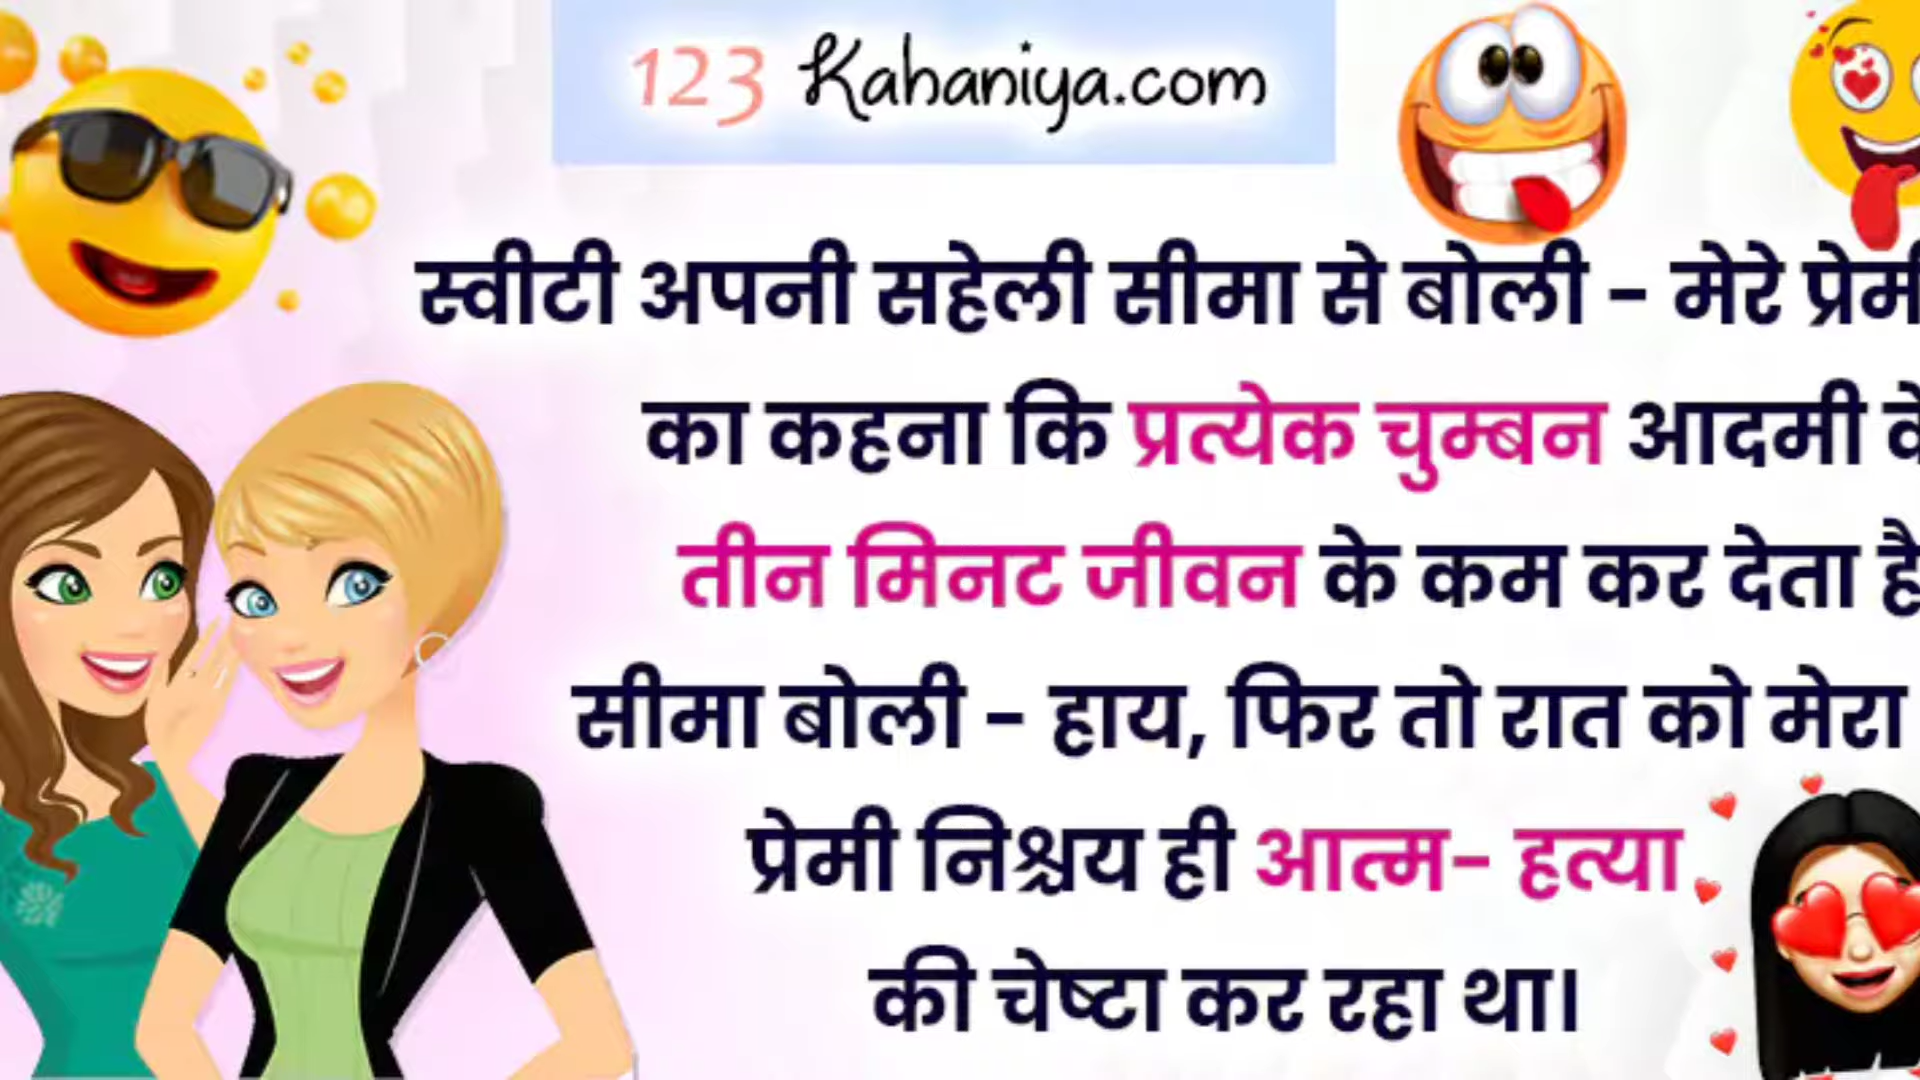 123 Kahaniya.com
स्वीटी अपनी सहेली सीमा से बोली - मेरे
का कहना कि प्रत्येक चुम्बन आदमी
तीन मिनट जीवन के कम कर देता है
सीमा बोली - हाय, फिर तो रात को मेरा
प्रेमी निश्चय ही आत्म- हत्या
की चेष्टा कर रहा था।